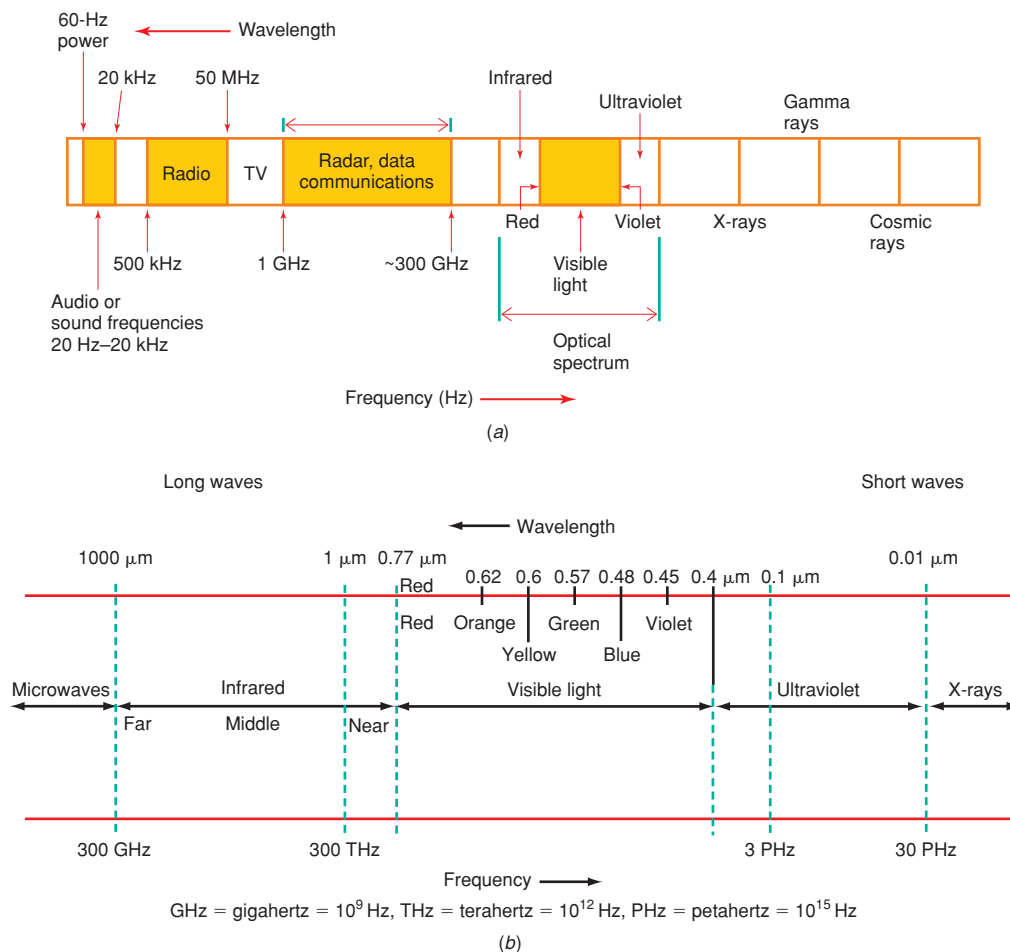 60-Hz
power
Wavelength
20 kHz
50 MHz
Infrared
Ultraviolet
Gamma
rays
Radio
TV
Radar, data
communications
Red
Violet
X-rays
Cosmic
rays
500 kHz
1 GHz
~300 GHz
Visible
light
Audio or
sound frequencies
20 Hz–20 kHz
Optical
spectrum
Frequency (Hz)
(a)
Long waves
Short waves
Wavelength
1000 μm
1 μm
0.77 μm
0.62
0.6
0.57
0.48
0.45
0.4 μm
0.1 μm
0.01 μm
Red
Red
Orange
Yellow
Green
Blue
Violet
Microwaves
Infrared
Visible light
Ultraviolet
X-rays
Far
Middle
Near
300 GHz
300 THz
3 PHz
30 PHz
Frequency
GHz = gigahertz = 10⁹ Hz, THz = terahertz = 10¹² Hz, PHz = petahertz = 10¹⁵ Hz
(b)